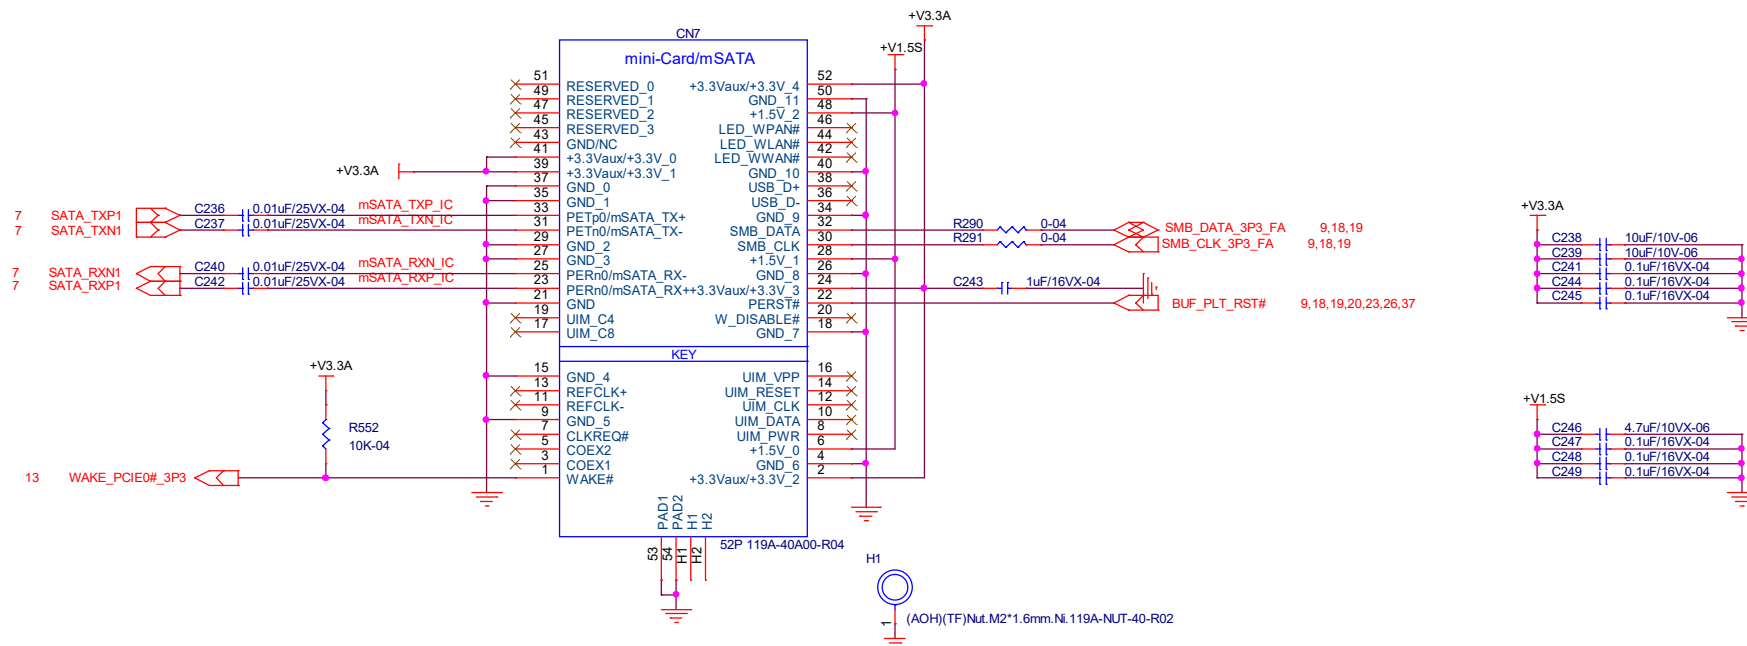 +V3.3A
CN7
+V1.5S
mini-Card/mSATA
51 RESERVED_0 +3.3Vaux/+3.3V_4 52
49 RESERVED_1 GND_11 50
47 RESERVED_2 +1.5V_2 48
45 RESERVED_3 LED_WPAN# 46
43 GND/NC LED_WLAN# 44
41 +3.3Vaux/+3.3V_0 LED_WWAN# 42
+V3.3A 39 +3.3Vaux/+3.3V_1 GND_10 40
37 GND_0 USB_D+ 38
35 GND_1 USB_D- 36
7 SATA_TXP1 C236 0.01uF/25VX-04 mSATA_TXP_IC 33 PETp0/mSATA_TX+ GND_9 34
7 SATA_TXN1 C237 0.01uF/25VX-04 mSATA_TXN_IC 31 PETn0/mSATA_TX- SMB_DATA 32 R290 0-04 SMB_DATA_3P3_FA 9,18,19
29 GND_2 SMB_CLK 30 R291 0-04 SMB_CLK_3P3_FA 9,18,19
27 GND_3 +1.5V_1 28
7 SATA_RXN1 C240 0.01uF/25VX-04 mSATA_RXN_IC 25 PERn0/mSATA_RX- GND_8 26
7 SATA_RXP1 C242 0.01uF/25VX-04 mSATA_RXP_IC 23 PERn0/mSATA_RX+ +3.3Vaux/+3.3V_3 24 C243 1uF/16VX-04
21 GND PERST# 22 BUF_PLT_RST# 9,18,19,20,23,26,37
19 UIM_C4 W_DISABLE# 20
17 UIM_C8 GND_7 18
KEY
15 GND_4 UIM_VPP 16
13 REFCLK+ UIM_RESET 14
11 REFCLK- UIM_CLK 12
9 GND_5 UIM_DATA 10
7 CLKREQ# UIM_PWR 8
5 COEX2 +1.5V_0 6
3 COEX1 GND_6 4
13 WAKE_PCIE0#_3P3 1 WAKE# +3.3Vaux/+3.3V_2 2
+V3.3A
R552
10K-04
PAD1 PAD2 H1 H2
53 54 H1 H2
52P 119A-40A00-R04
H1
1
(AOH)(TF)Nut.M2*1.6mm.Ni.119A-NUT-40-R02
+V3.3A
C238 10uF/10V-06
C239 10uF/10V-06
C241 0.1uF/16VX-04
C244 0.1uF/16VX-04
C245 0.1uF/16VX-04
+V1.5S
C246 4.7uF/10VX-06
C247 0.1uF/16VX-04
C248 0.1uF/16VX-04
C249 0.1uF/16VX-04